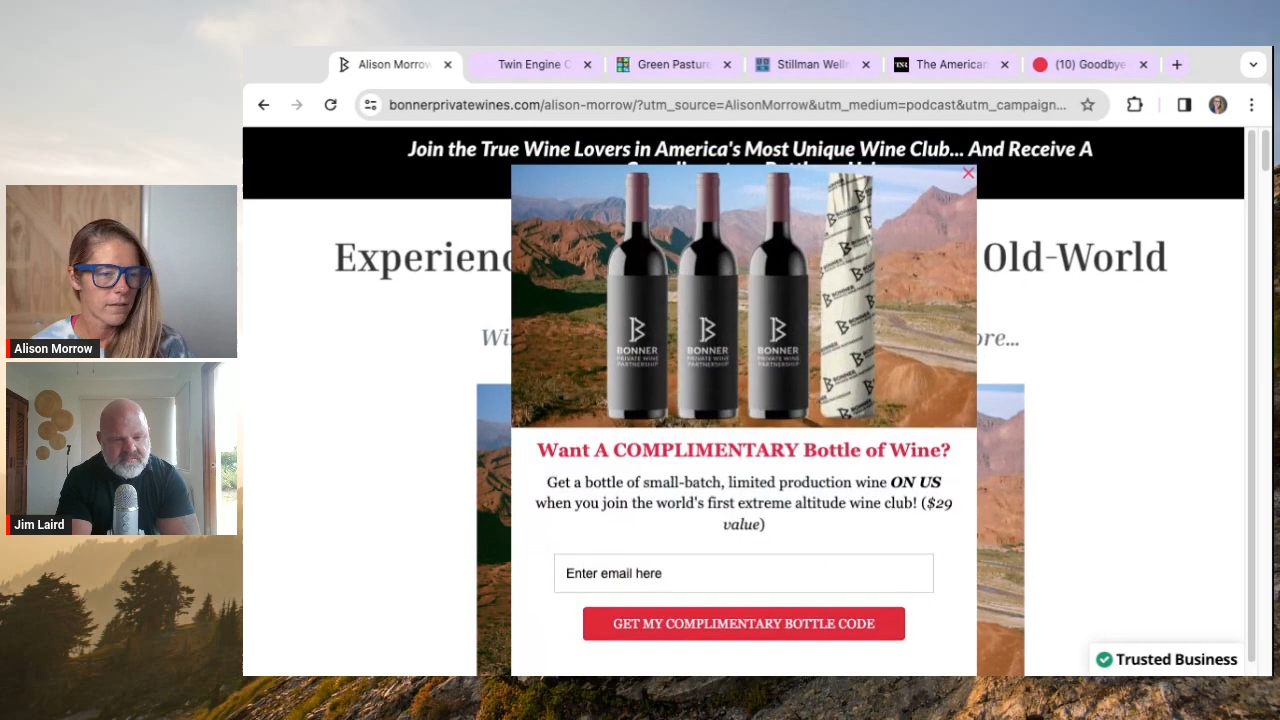 Alison Morrow
Twin Engine C
Green Pastur
Stillman Well
TNR
The American
(10) Goodbye
bonnerprivatewines.com/alison-morrow/?utm_source=AlisonMorrow&utm_medium=podcast&utm_campaign...
Join the True Wine Lovers in America's Most Unique Wine Club... And Receive A
Experienc
Old-World
Wi
ore...
BONNER
PRIVATE WINE
PARTNERSHIP
BONNER
PRIVATE WINE
PARTNERSHIP
BONNER
PRIVATE WINE
PARTNERSHIP
Want A COMPLIMENTARY Bottle of Wine?
Get a bottle of small-batch, limited production wine ON US
when you join the world's first extreme altitude wine club! ($29
value)
Enter email here
GET MY COMPLIMENTARY BOTTLE CODE
Trusted Business
Alison Morrow
Jim Laird